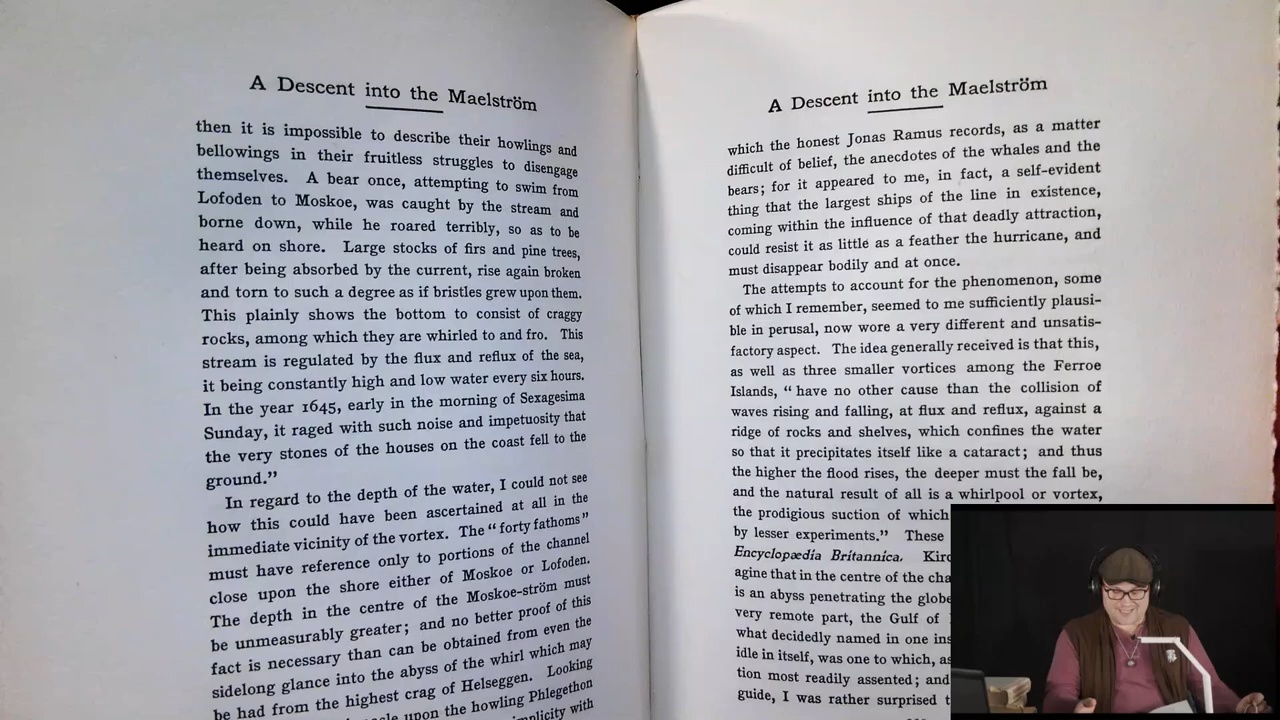 A Descent into the Maelström
then it is impossible to describe their howlings and
bellowings in their fruitless struggles to disengage
themselves. A bear once, attempting to swim from
Lofoden to Moskoe, was caught by the stream and
borne down, while he roared terribly, so as to be
heard on shore. Large stocks of firs and pine trees,
after being absorbed by the current, rise again broken
and torn to such a degree as if bristles grew upon them.
This plainly shows the bottom to consist of craggy
rocks, among which they are whirled to and fro. This
stream is regulated by the flux and reflux of the sea,
it being constantly high and low water every six hours.
In the year 1645, early in the morning of Sexagesima
Sunday, it raged with such noise and impetuosity that
the very stones of the houses on the coast fell to the
ground.”
In regard to the depth of the water, I could not see
how this could have been ascertained at all in the
immediate vicinity of the vortex. The “forty fathoms”
must have reference only to portions of the channel
close upon the shore either of Moskoe or Lofoden.
The depth in the centre of the Moskoe-ström must
be unmeasurably greater; and no better proof of this
fact is necessary than can be obtained from even the
sidelong glance into the abyss of the whirl which may
be had from the highest crag of Helseggen. Looking
upon the howling Phlegethon
with
A Descent into the Maelström
which the honest Jonas Ramus records, as a matter
difficult of belief, the anecdotes of the whales and the
bears; for it appeared to me, in fact, a self-evident
thing that the largest ships of the line in existence,
coming within the influence of that deadly attraction,
could resist it as little as a feather the hurricane, and
must disappear bodily and at once.
The attempts to account for the phenomenon, some
of which I remember, seemed to me sufficiently plausi-
ble in perusal, now wore a very different and unsatis-
factory aspect. The idea generally received is that this,
as well as three smaller vortices among the Ferroe
Islands, “have no other cause than the collision of
waves rising and falling, at flux and reflux, against a
ridge of rocks and shelves, which confines the water
so that it precipitates itself like a cataract; and thus
the higher the flood rises, the deeper must the fall be,
and the natural result of all is a whirlpool or vortex,
the prodigious suction of which
by lesser experiments.” These
Encyclopædia Britannica. Kirc
agine that in the centre of the cha
is an abyss penetrating the globe
very remote part, the Gulf of
what decidedly named in one ins
idle in itself, was one to which, as
tion most readily assented; and
guide, I was rather surprised t